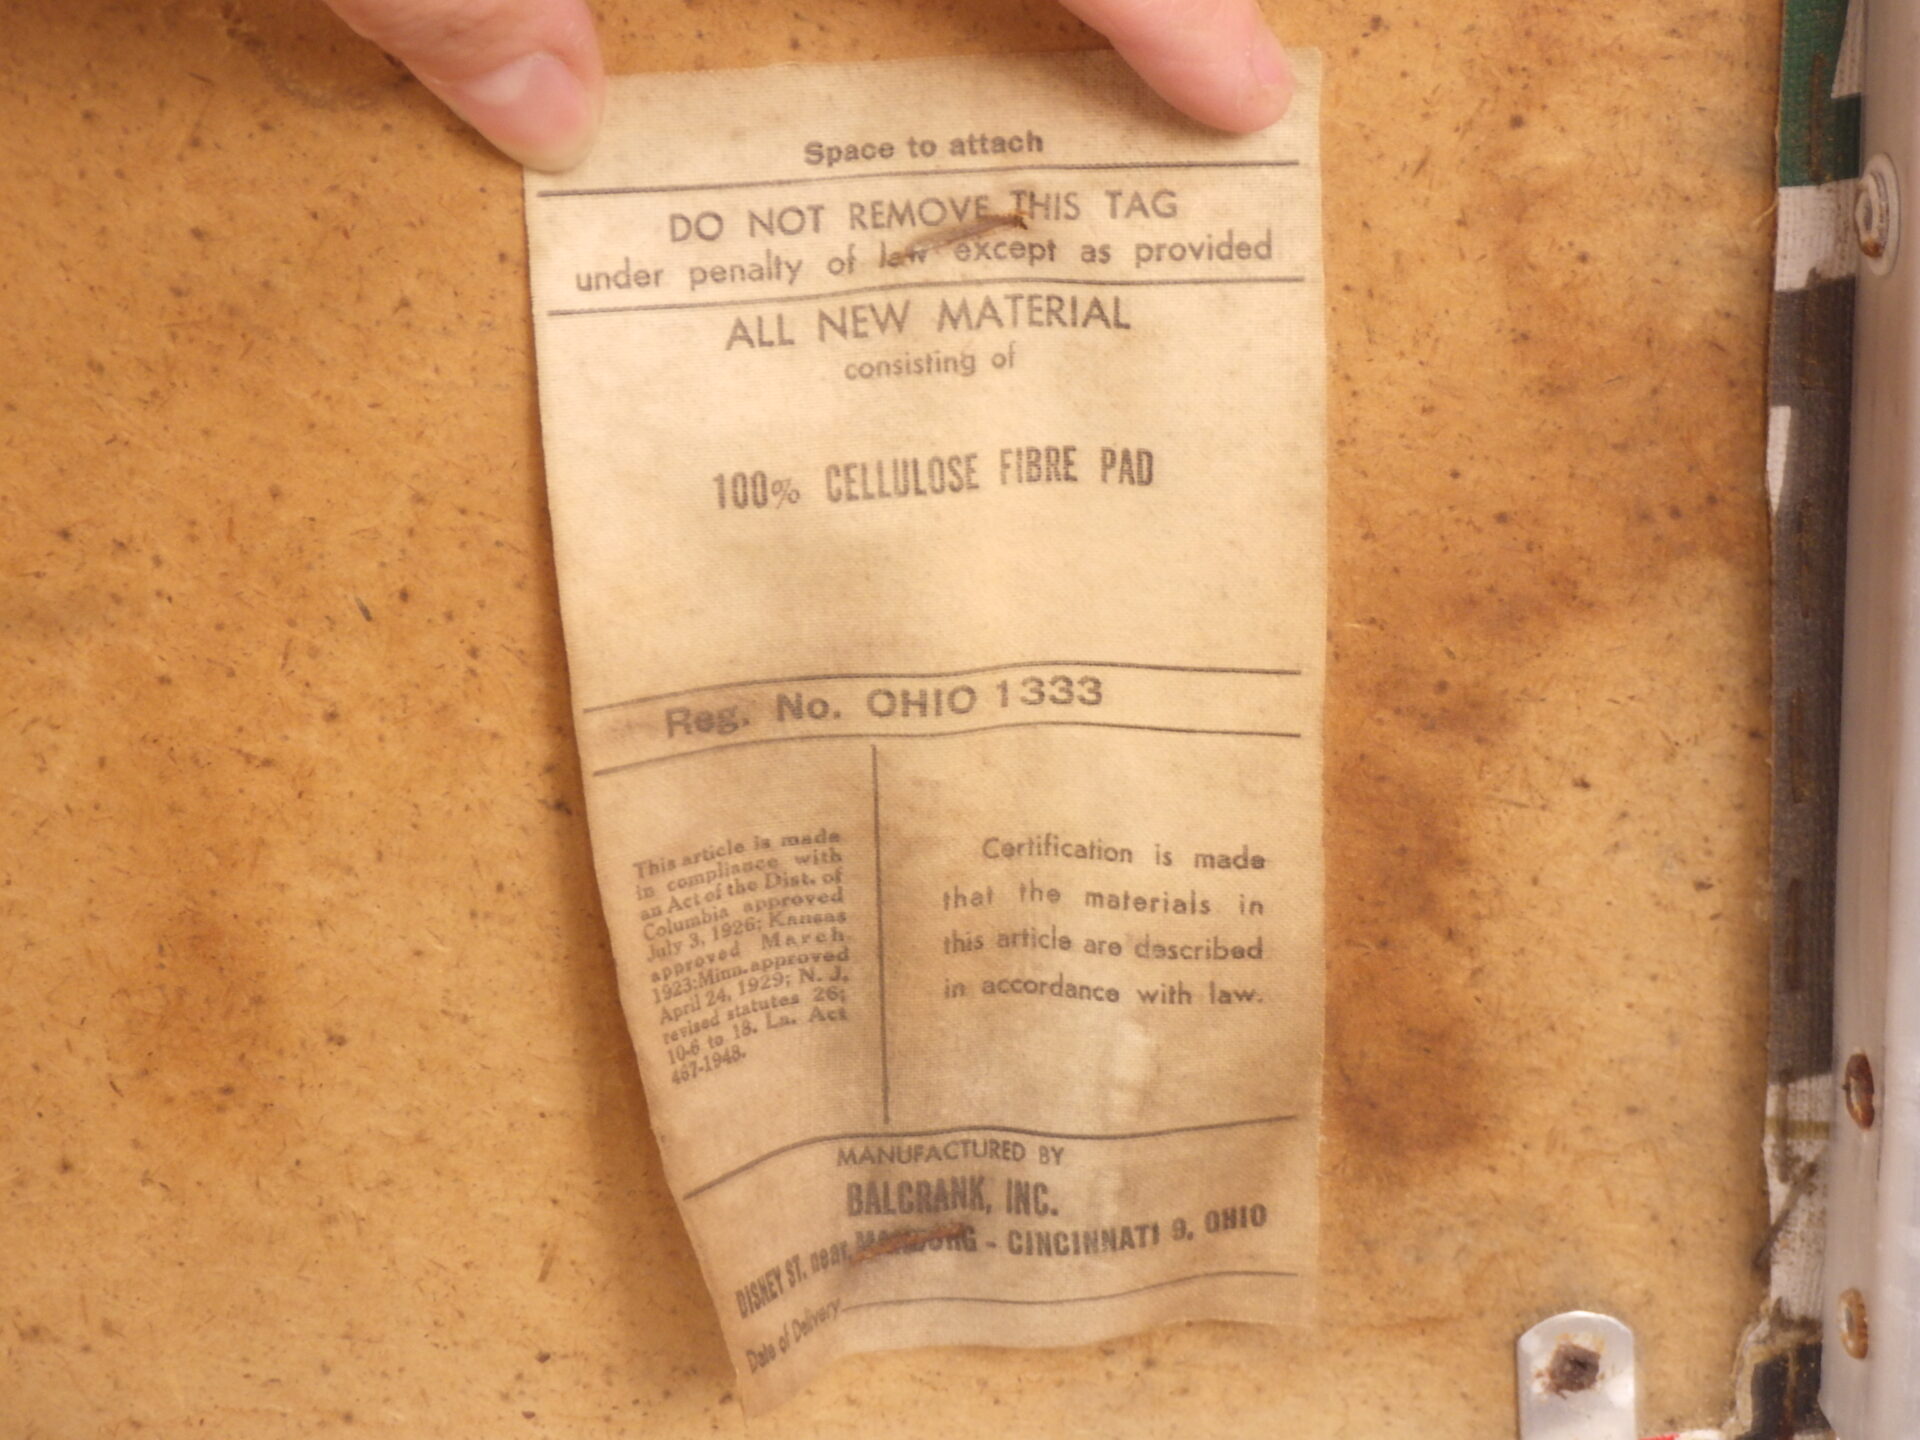 Space to attach
DO NOT REMOVE THIS TAG
under penalty of law except as provided
ALL NEW MATERIAL
consisting of
100% CELLULOSE FIBRE PAD
Reg. No. OHIO 1333
This article is made
in compliance with
an Act of the Dist. of
Columbia approved
July 3, 1926; Kansas
approved March
1923; Minn. approved
April 24, 1929; N. J.
revised statutes 26;
10-6 to 18. La. Act
467-1948.
Certification is made
that the materials in
this article are described
in accordance with law.
MANUFACTURED BY
BALCRANK, INC.
DISNEY ST. near - CINCINNATI 9, OHIO
Date of Delivery